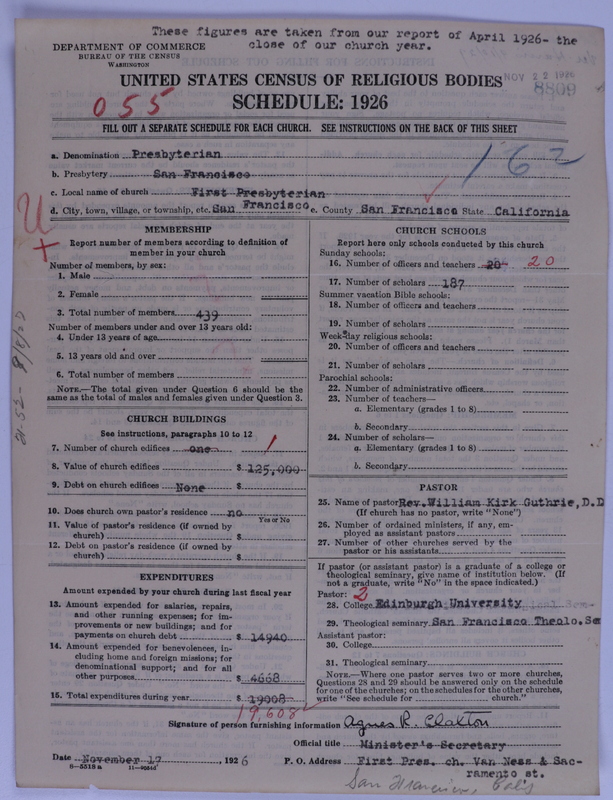 These figures are taken from our report of April 1926- the
close of our church year.
DEPARTMENT OF COMMERCE
BUREAU OF THE CENSUS
WASHINGTON
UNITED STATES CENSUS OF RELIGIOUS BODIES
NOV 22 1926
8809
055
SCHEDULE: 1926
FILL OUT A SEPARATE SCHEDULE FOR EACH CHURCH. SEE INSTRUCTIONS ON THE BACK OF THIS SHEET
162
a. Denomination Presbyterian
b. Presbytery San Francisco
c. Local name of church First Presbyterian
d. City, town, village, or township, etc. San Francisco e. County San Francisco State California
MEMBERSHIP
Report number of members according to definition of
member in your church
Number of members, by sex:
1. Male
2. Female
3. Total number of members 439
Number of members under and over 13 years old:
4. Under 13 years of age
5. 13 years old and over
6. Total number of members
NOTE.—The total given under Question 6 should be the
same as the total of males and females given under Question 3.
CHURCH BUILDINGS
See instructions, paragraphs 10 to 12
7. Number of church edifices one 1
8. Value of church edifices $ 125,000
9. Debt on church edifices None $
10. Does church own pastor's residence? no
Yes or No
11. Value of pastor's residence (if owned by
church) $
12. Debt on pastor's residence (if owned by
church) $
EXPENDITURES
Amount expended by your church during last fiscal year
13. Amount expended for salaries, repairs,
and other running expenses; for im-
provements or new buildings; and for
payments on church debt $ 14940
14. Amount expended for benevolences, in-
cluding home and foreign missions; for
denominational support; and for all
other purposes $ 4668
15. Total expenditures during year $ 19008
19,608
CHURCH SCHOOLS
Report here only schools conducted by this church
Sunday schools:
16. Number of officers and teachers 20 20
17. Number of scholars 187
Summer vacation Bible schools:
18. Number of officers and teachers
19. Number of scholars
Weekday religious schools:
20. Number of officers and teachers
21. Number of scholars
Parochial schools:
22. Number of administrative officers
23. Number of teachers—
a. Elementary (grades 1 to 8)
b. Secondary
24. Number of scholars—
a. Elementary (grades 1 to 8)
b. Secondary
PASTOR
25. Name of pastor Rev. William Kirk Guthrie, D.D
(If church has no pastor, write "None")
26. Number of ordained ministers, if any, em-
ployed as assistant pastors
27. Number of other churches served by the
pastor or his assistants
If pastor (or assistant pastor) is a graduate of a college or
theological seminary, give name of institution below. (If
not a graduate, write "No" in the space indicated.)
Pastor: 2
28. College Edinburgh University
29. Theological seminary San Francisco Theolo. Sem
Assistant pastor:
30. College
31. Theological seminary
NOTE.—Where one pastor serves two or more churches,
Questions 28 and 29 should be answered only on the schedule
for one of the churches; on the schedules for the other churches,
write "See schedule for church."
Signature of person furnishing information Agnes R. Clalton
Official title Minister's Secretary
Date November 17, 1926 P. O. Address First Pres. ch. Van Ness & Sac-
8—5518 a
ramento st.
San Francisco, Calif